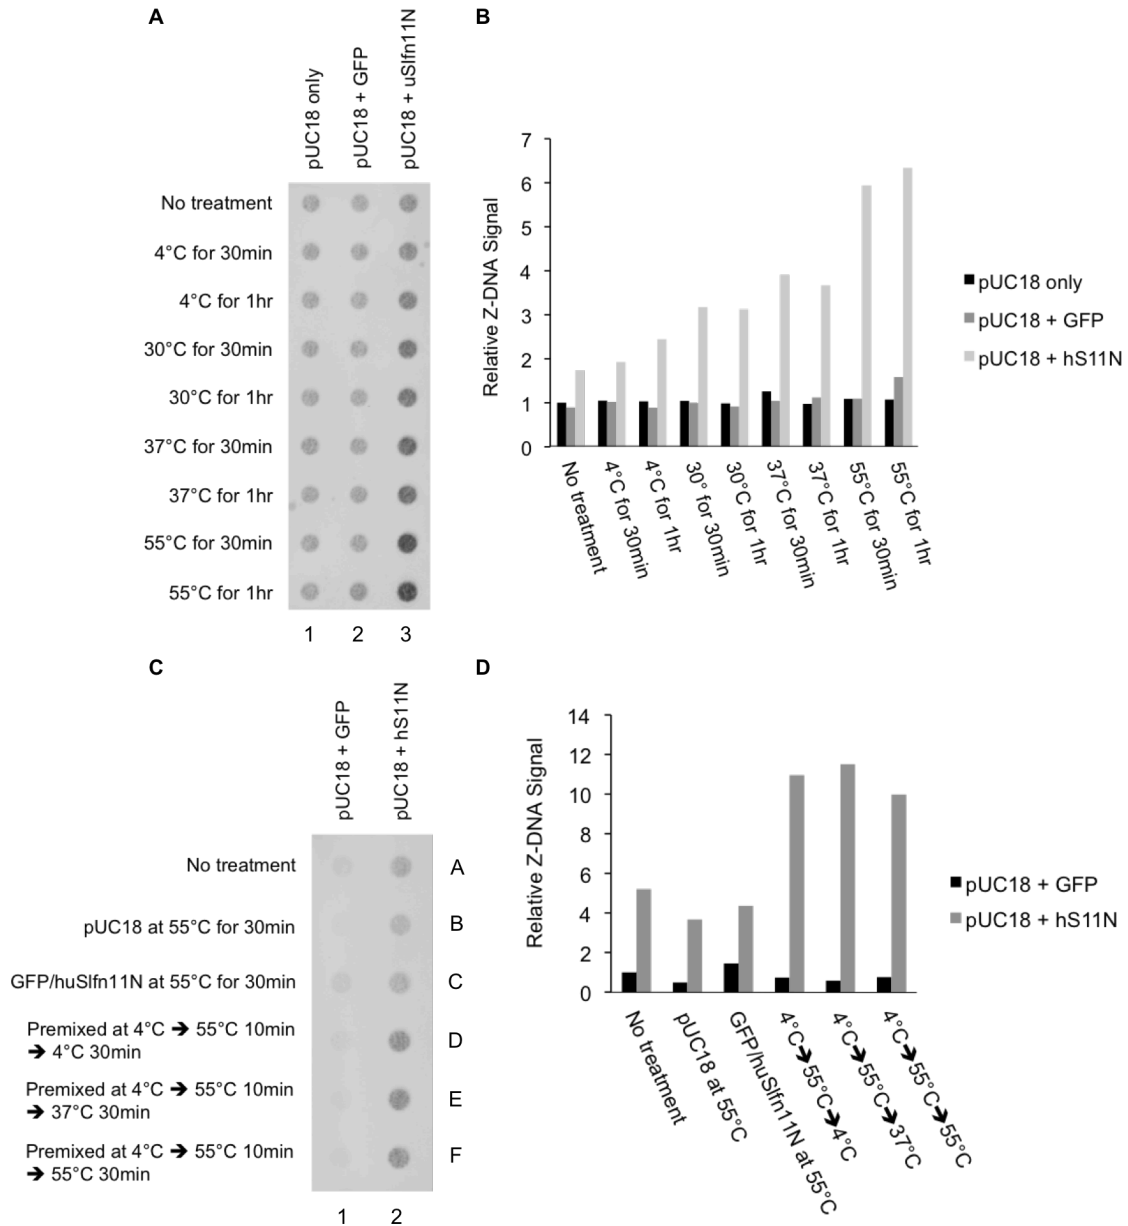 A
pUC18 only
pUC18 + GFP
pUC18 + uSlfn11N
No treatment
4°C for 30min
4°C for 1hr
30°C for 30min
30°C for 1hr
37°C for 30min
37°C for 1hr
55°C for 30min
55°C for 1hr
1 2 3
B
Relative Z-DNA Signal
7
6
5
4
3
2
1
0
No treatment
4°C for 30min
4°C for 1hr
30° for 30min
30°C for 1hr
37°C for 30min
37°C for 1hr
55°C for 30min
55°C for 1hr
pUC18 only
pUC18 + GFP
pUC18 + hS11N
C
pUC18 + GFP
pUC18 + hS11N
No treatment
A
pUC18 at 55°C for 30min
B
GFP/huSlfn11N at 55°C for 30min
C
Premixed at 4°C ➔ 55°C 10min
➔ 4°C 30min
D
Premixed at 4°C ➔ 55°C 10min
➔ 37°C 30min
E
Premixed at 4°C ➔ 55°C 10min
➔ 55°C 30min
F
1 2
D
Relative Z-DNA Signal
14
12
10
8
6
4
2
0
No treatment
pUC18 at 55°C
GFP/huSlfn11N at 55°C
4°C➔55°C➔4°C
4°C➔55°C➔37°C
4°C➔55°C➔55°C
pUC18 + GFP
pUC18 + hS11N